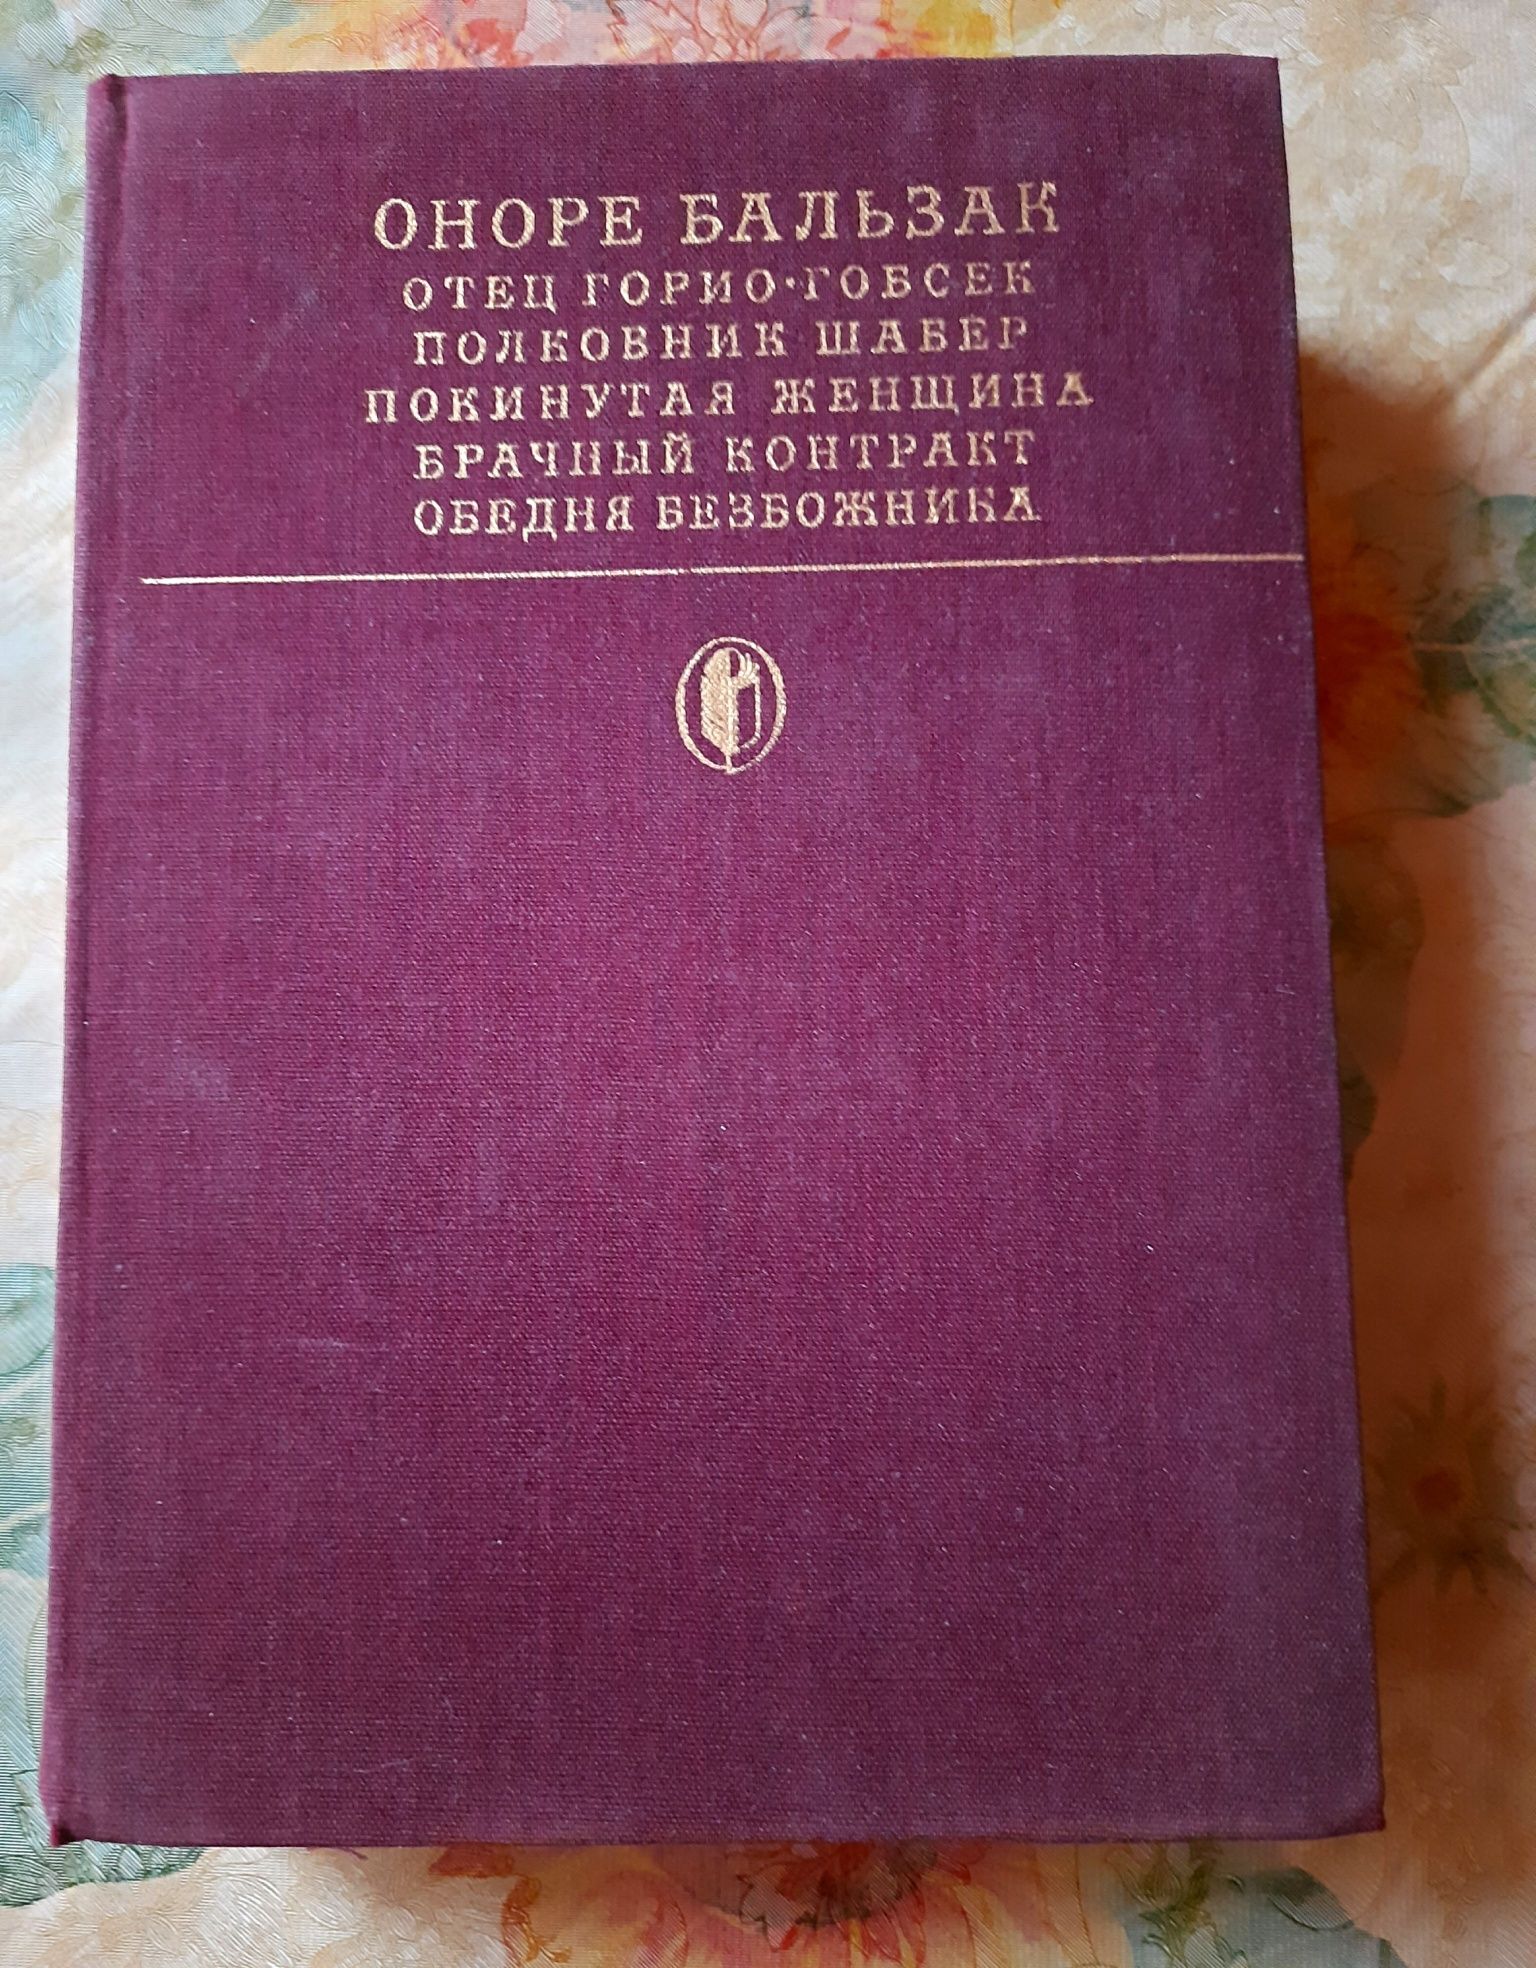 ОНОРЕ БАЛЬЗАК
ОТЕЦ ГОРИО·ГОБСЕК
ПОЛКОВНИК ШАБЕР
ПОКИНУТАЯ ЖЕНЩИНА
БРАЧНЫЙ КОНТРАКТ
ОБЕДНЯ БЕЗБОЖНИКА